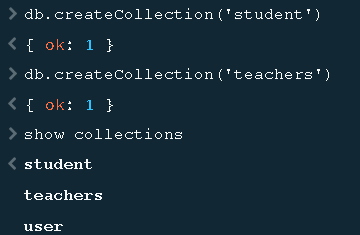 > db.createCollection('student')
< { ok: 1 }
> db.createCollection('teachers')
< { ok: 1 }
> show collections
< student
teachers
user